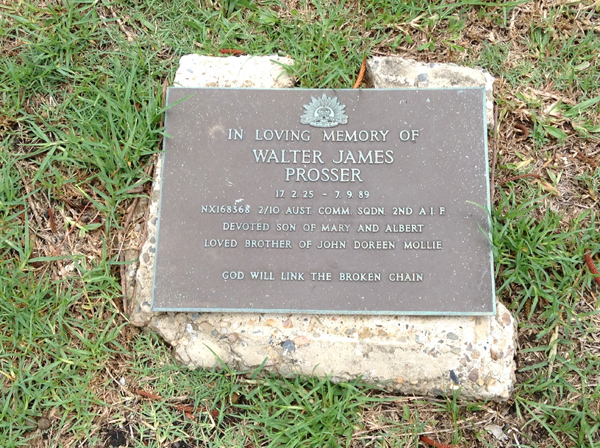 IN LOVING MEMORY OF
WALTER JAMES
PROSSER
17.2.25 - 7.9.89
NX168368 2/10 AUST COMM SQDN 2ND A.I.F
DEVOTED SON OF MARY AND ALBERT
LOVED BROTHER OF JOHN DOREEN MOLLIE
GOD WILL LINK THE BROKEN CHAIN